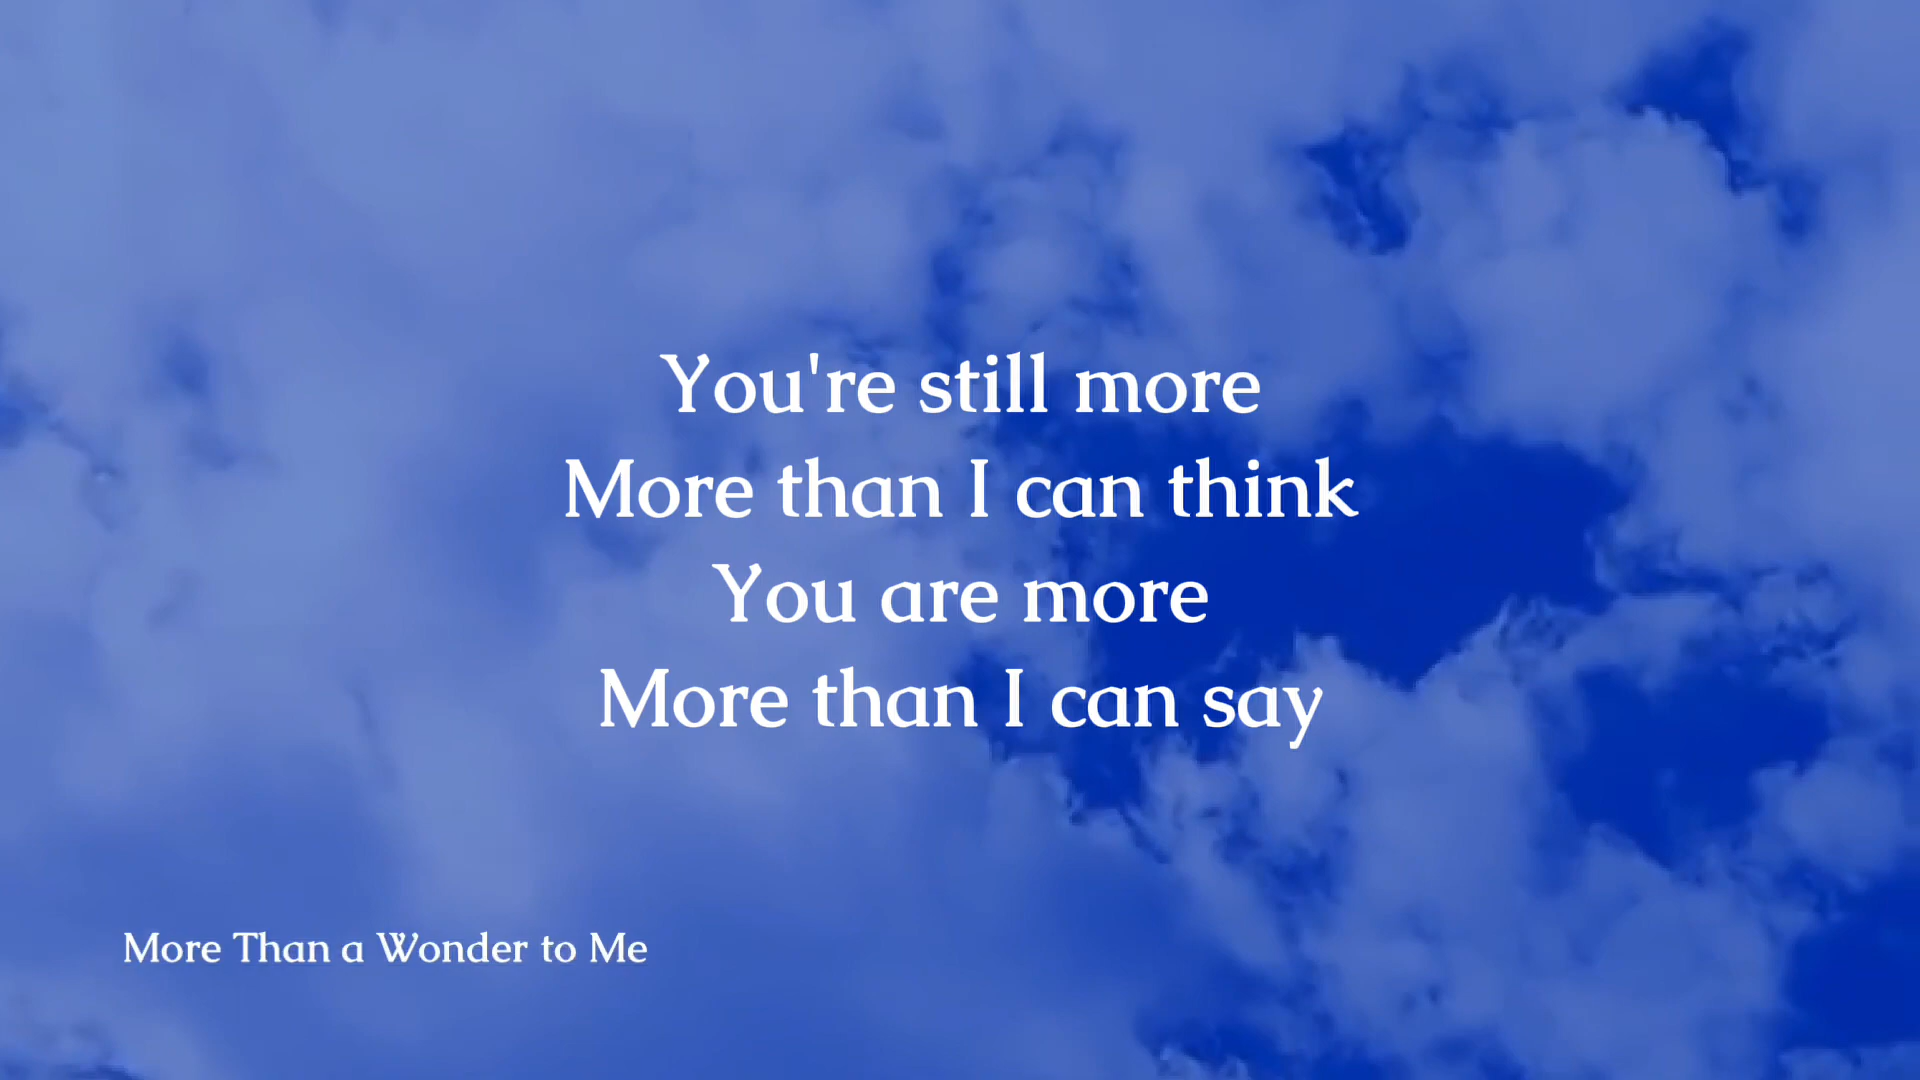 You're still more
More than I can think
You are more
More than I can say
More Than a Wonder to Me